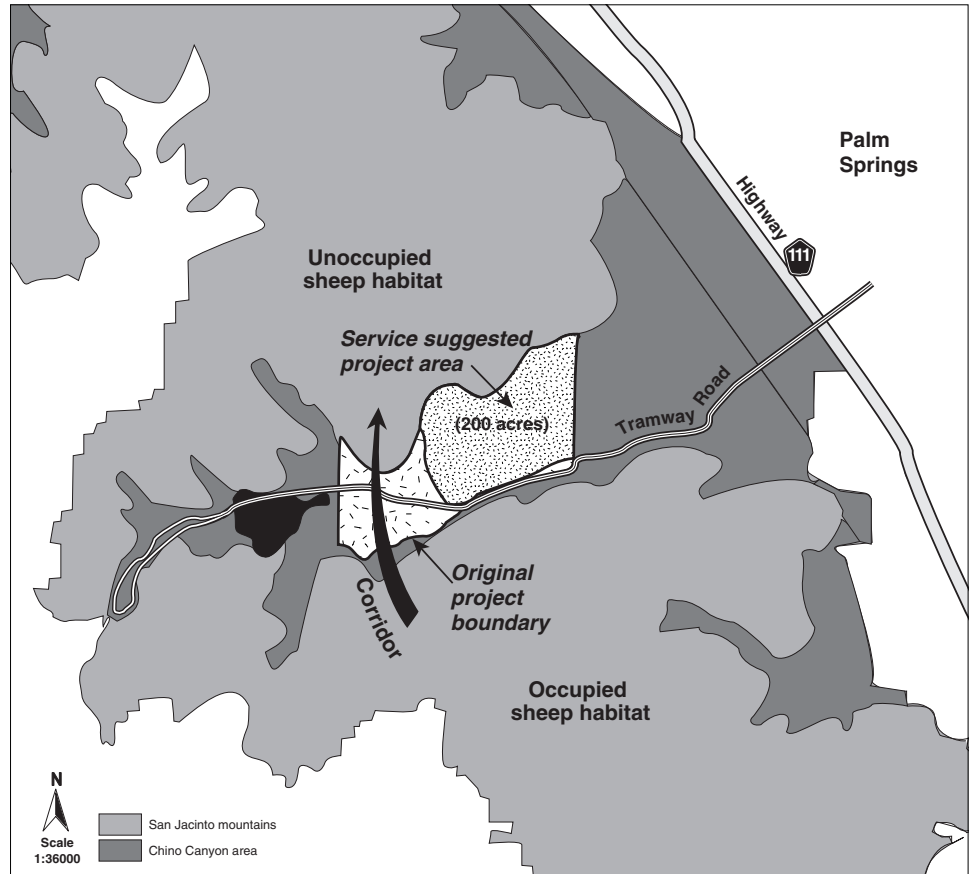 Palm
Springs
Highway
111
Unoccupied
sheep habitat
Service suggested
project area
(200 acres)
Tramway Road
Original
project
boundary
Corridor
Occupied
sheep habitat
N
Scale
1:36000
San Jacinto mountains
Chino Canyon area